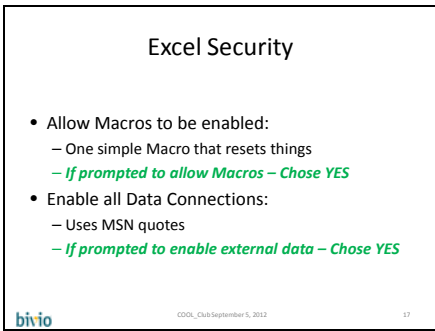 Excel Security
• Allow Macros to be enabled:
– One simple Macro that resets things
– If prompted to allow Macros – Chose YES
• Enable all Data Connections:
– Uses MSN quotes
– If prompted to enable external data – Chose YES
bivio
COOL_Club September 5, 2012
17